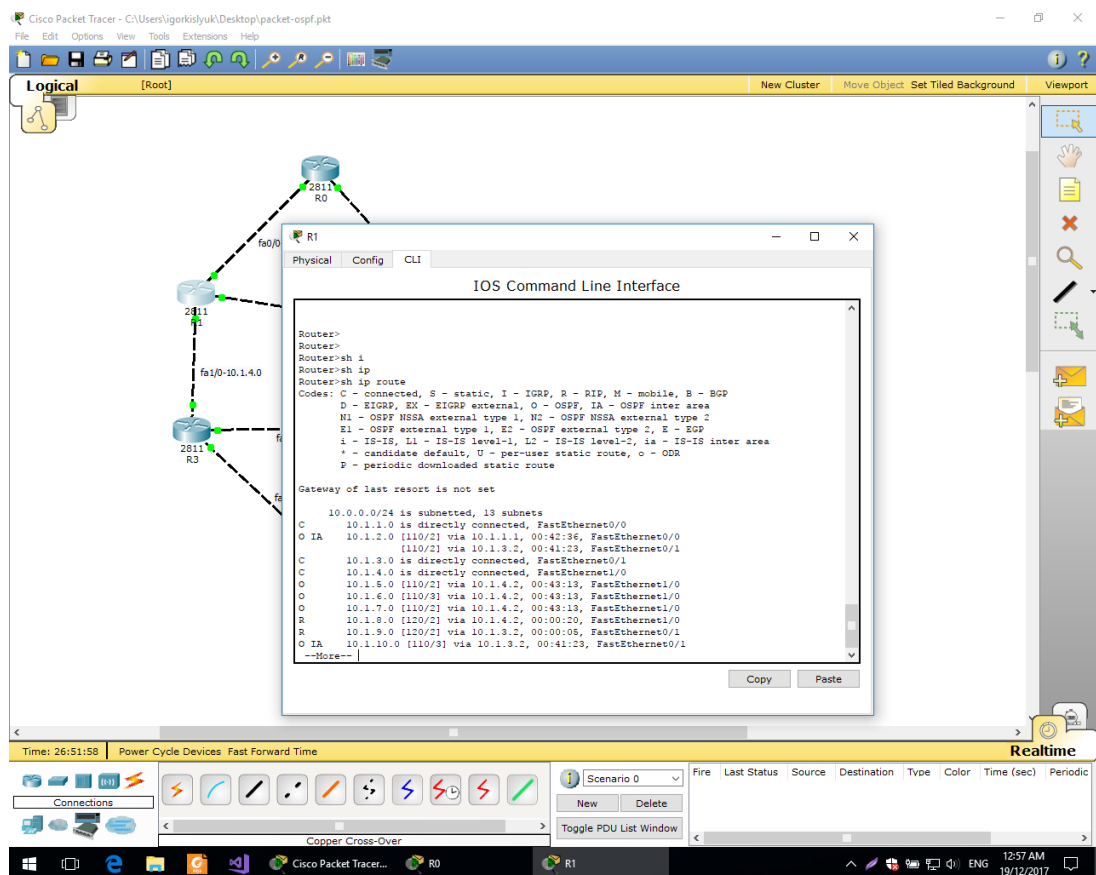 Cisco Packet Tracer - C:\Users\igorkislyuk\Desktop\packet-ospf.pkt
File Edit Options View Tools Extensions Help
Logical [Root] New Cluster Move Object Set Tiled Background Viewport
2811
R0
fa0/0
2811
R1
fa1/0-10.1.4.0
2811
R3
fa
fa
R1
Physical Config CLI
IOS Command Line Interface
Router>
Router>
Router>sh i
Router>sh ip
Router>sh ip route
Codes: C - connected, S - static, I - IGRP, R - RIP, M - mobile, B - BGP
D - EIGRP, EX - EIGRP external, O - OSPF, IA - OSPF inter area
N1 - OSPF NSSA external type 1, N2 - OSPF NSSA external type 2
E1 - OSPF external type 1, E2 - OSPF external type 2, E - EGP
i - IS-IS, L1 - IS-IS level-1, L2 - IS-IS level-2, ia - IS-IS inter area
* - candidate default, U - per-user static route, o - ODR
P - periodic downloaded static route
Gateway of last resort is not set
10.0.0.0/24 is subnetted, 13 subnets
C 10.1.1.0 is directly connected, FastEthernet0/0
O IA 10.1.2.0 [110/2] via 10.1.1.1, 00:42:36, FastEthernet0/0
[110/2] via 10.1.3.2, 00:41:23, FastEthernet0/1
C 10.1.3.0 is directly connected, FastEthernet0/1
C 10.1.4.0 is directly connected, FastEthernet1/0
O 10.1.5.0 [110/2] via 10.1.4.2, 00:43:13, FastEthernet1/0
O 10.1.6.0 [110/3] via 10.1.4.2, 00:43:13, FastEthernet1/0
O 10.1.7.0 [110/2] via 10.1.4.2, 00:43:13, FastEthernet1/0
R 10.1.8.0 [120/2] via 10.1.4.2, 00:00:20, FastEthernet1/0
R 10.1.9.0 [120/2] via 10.1.3.2, 00:00:05, FastEthernet0/1
O IA 10.1.10.0 [110/3] via 10.1.3.2, 00:41:23, FastEthernet0/1
--More--
Copy Paste
Time: 26:51:58 Power Cycle Devices Fast Forward Time Realtime
Connections
Copper Cross-Over
Scenario 0
New Delete
Toggle PDU List Window
Fire Last Status Source Destination Type Color Time (sec) Periodic
Cisco Packet Tracer... R0 R1 ENG 12:57 AM
19/12/2017